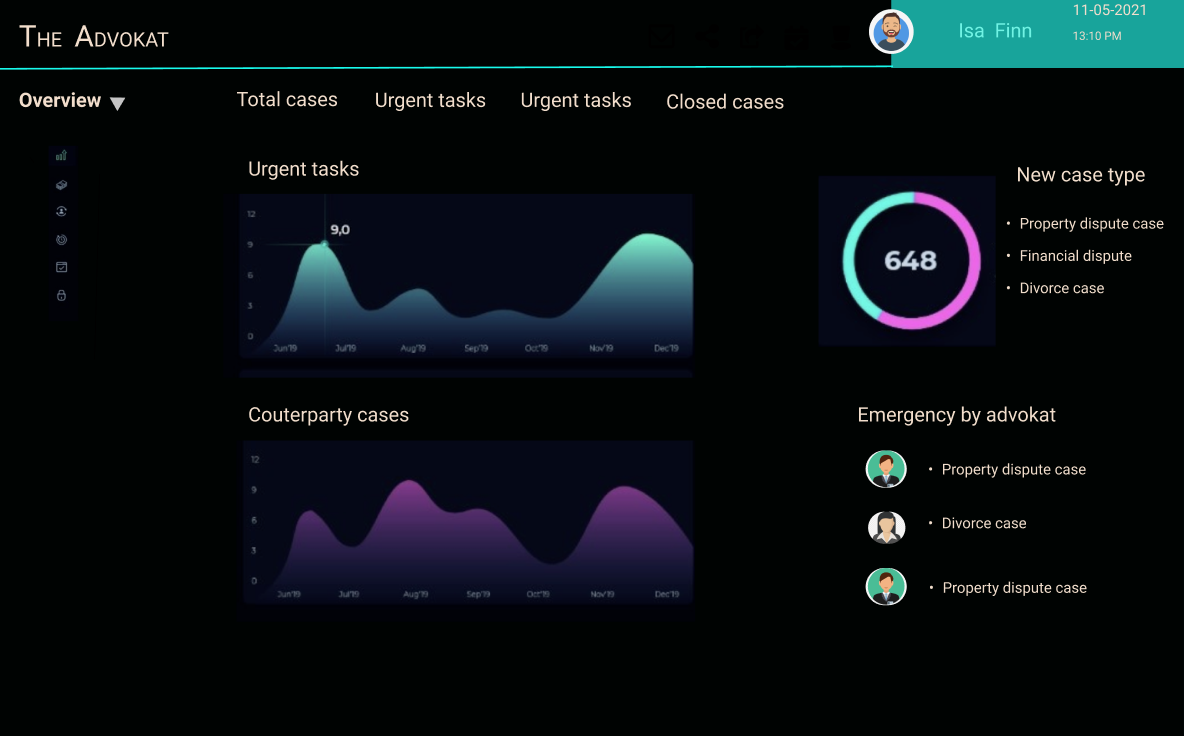 THE ADVOKAT
Isa Finn
11-05-2021
13:10 PM
Overview
Total cases
Urgent tasks
Urgent tasks
Closed cases
Urgent tasks
12
9
6
3
0
9,0
Jun'19
Jul'19
Aug'19
Sep'19
Oct'19
Nov'19
Dec'19
648
New case type
• Property dispute case
• Financial dispute
• Divorce case
Couterparty cases
12
9
6
3
0
Jun'19
Jul'19
Aug'19
Sep'19
Oct'19
Nov'19
Dec'19
Emergency by advokat
• Property dispute case
• Divorce case
• Property dispute case